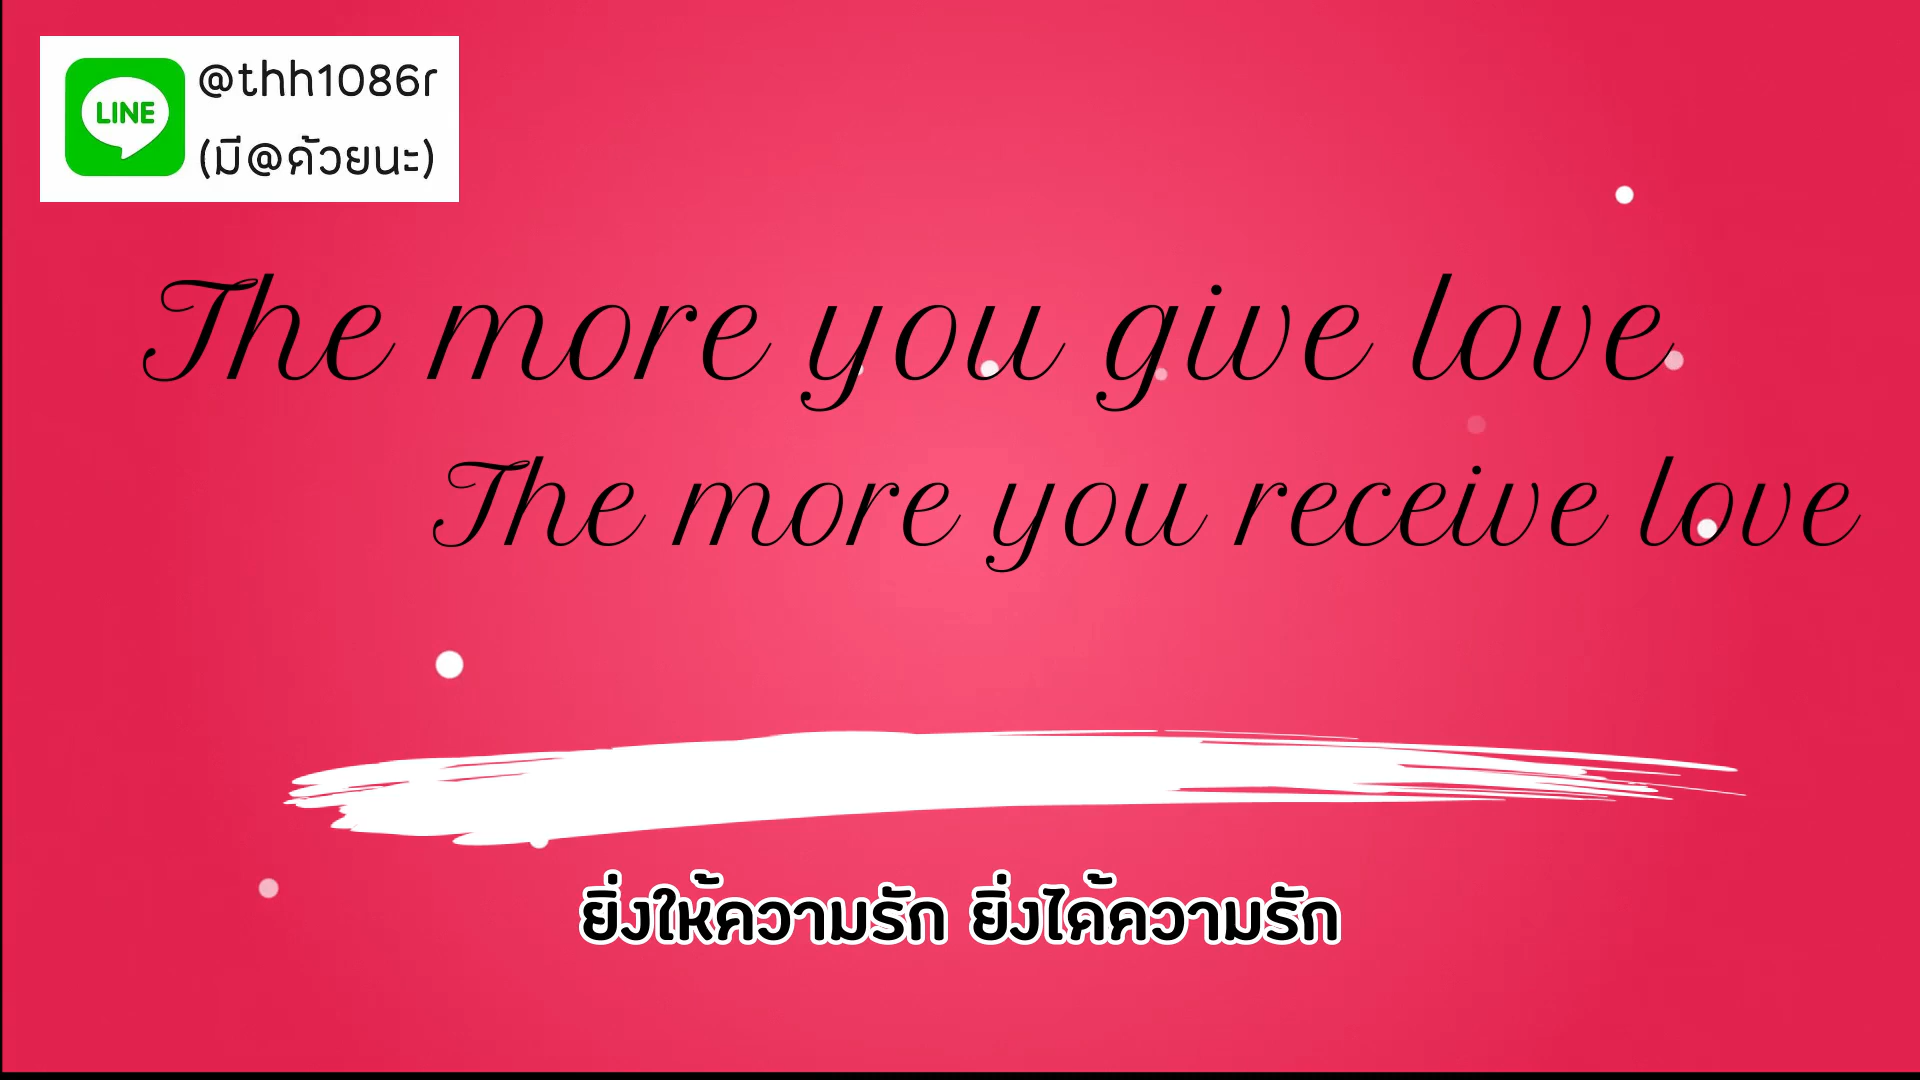 LINE
@thh1086r
(มี@ด้วยนะ)
The more you give love
The more you receive love
ยิ่งให้ความรัก ยิ่งได้ความรัก